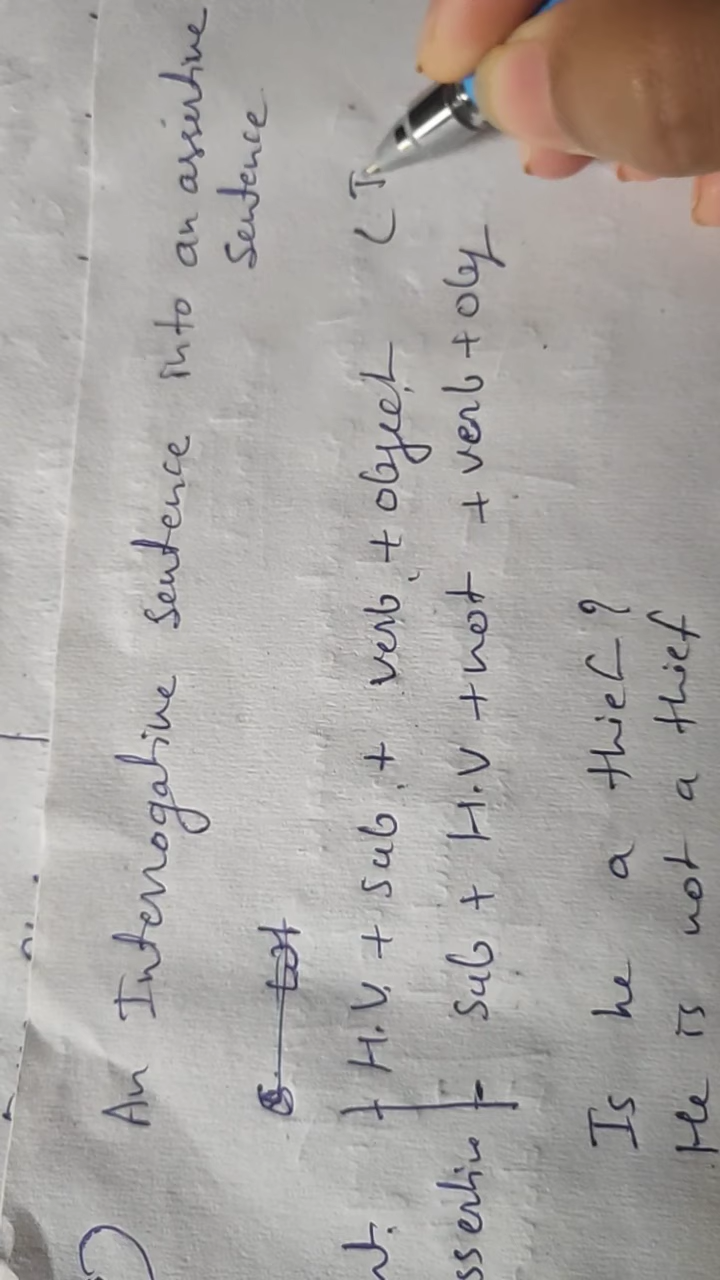 An Interrogative sentence into an assertive
sentence
nt. H.V. + sub. + verb. + object (I
ssertive - sub + H.V + not + verb + obj
Is he a thief?
He is not a thief